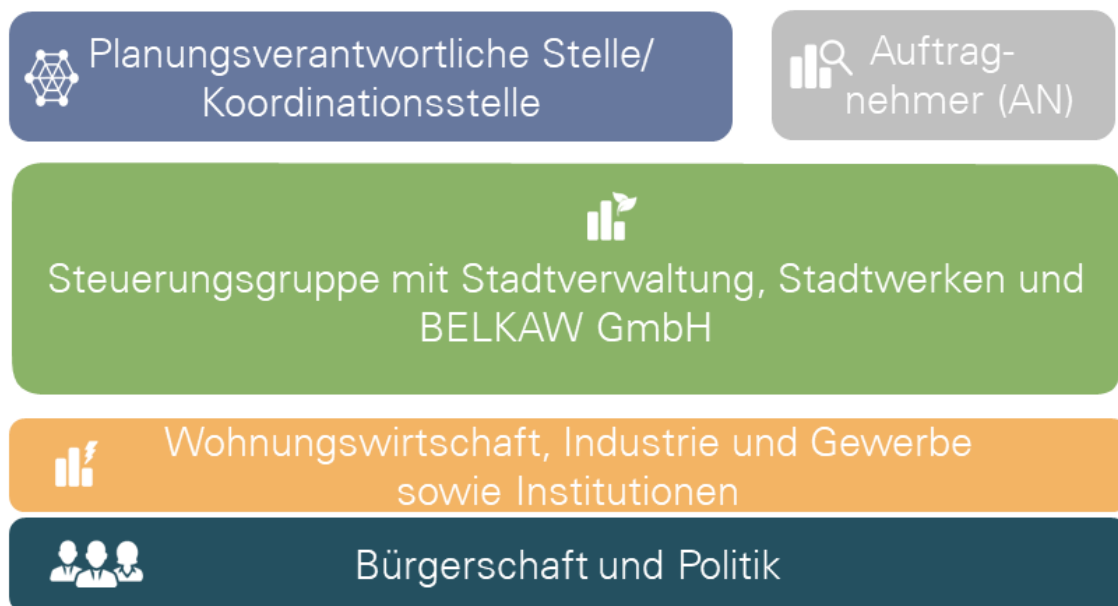 Planungsverantwortliche Stelle/
Koordinationsstelle
Auftrag-
nehmer (AN)
Steuerungsgruppe mit Stadtverwaltung, Stadtwerken und
BELKAW GmbH
Wohnungswirtschaft, Industrie und Gewerbe
sowie Institutionen
Bürgerschaft und Politik